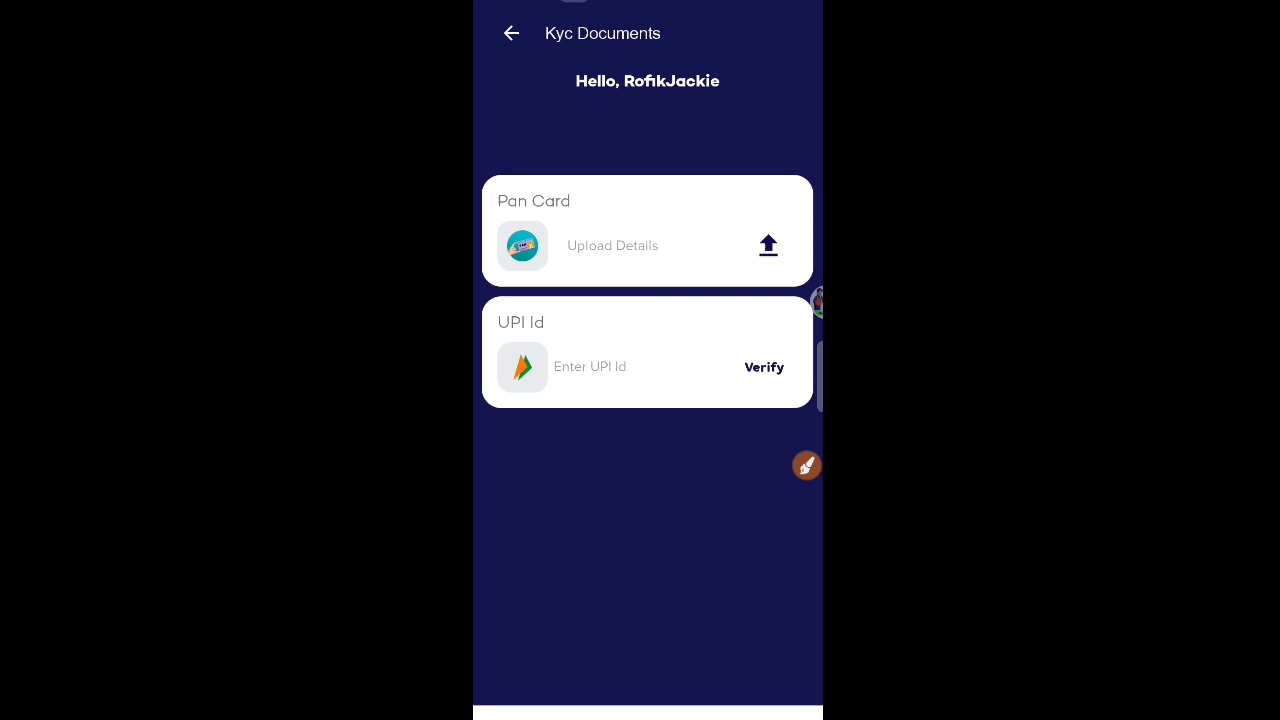 Kyc Documents
Hello, RofikJackie
Pan Card
Upload Details
UPI Id
Enter UPI Id
Verify